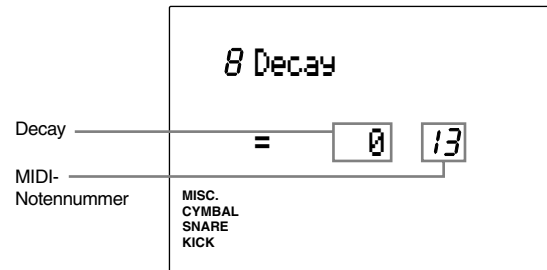 8 Decay
Decay
= 0 13
MIDI-
Notennummer
MISC.
CYMBAL
SNARE
KICK